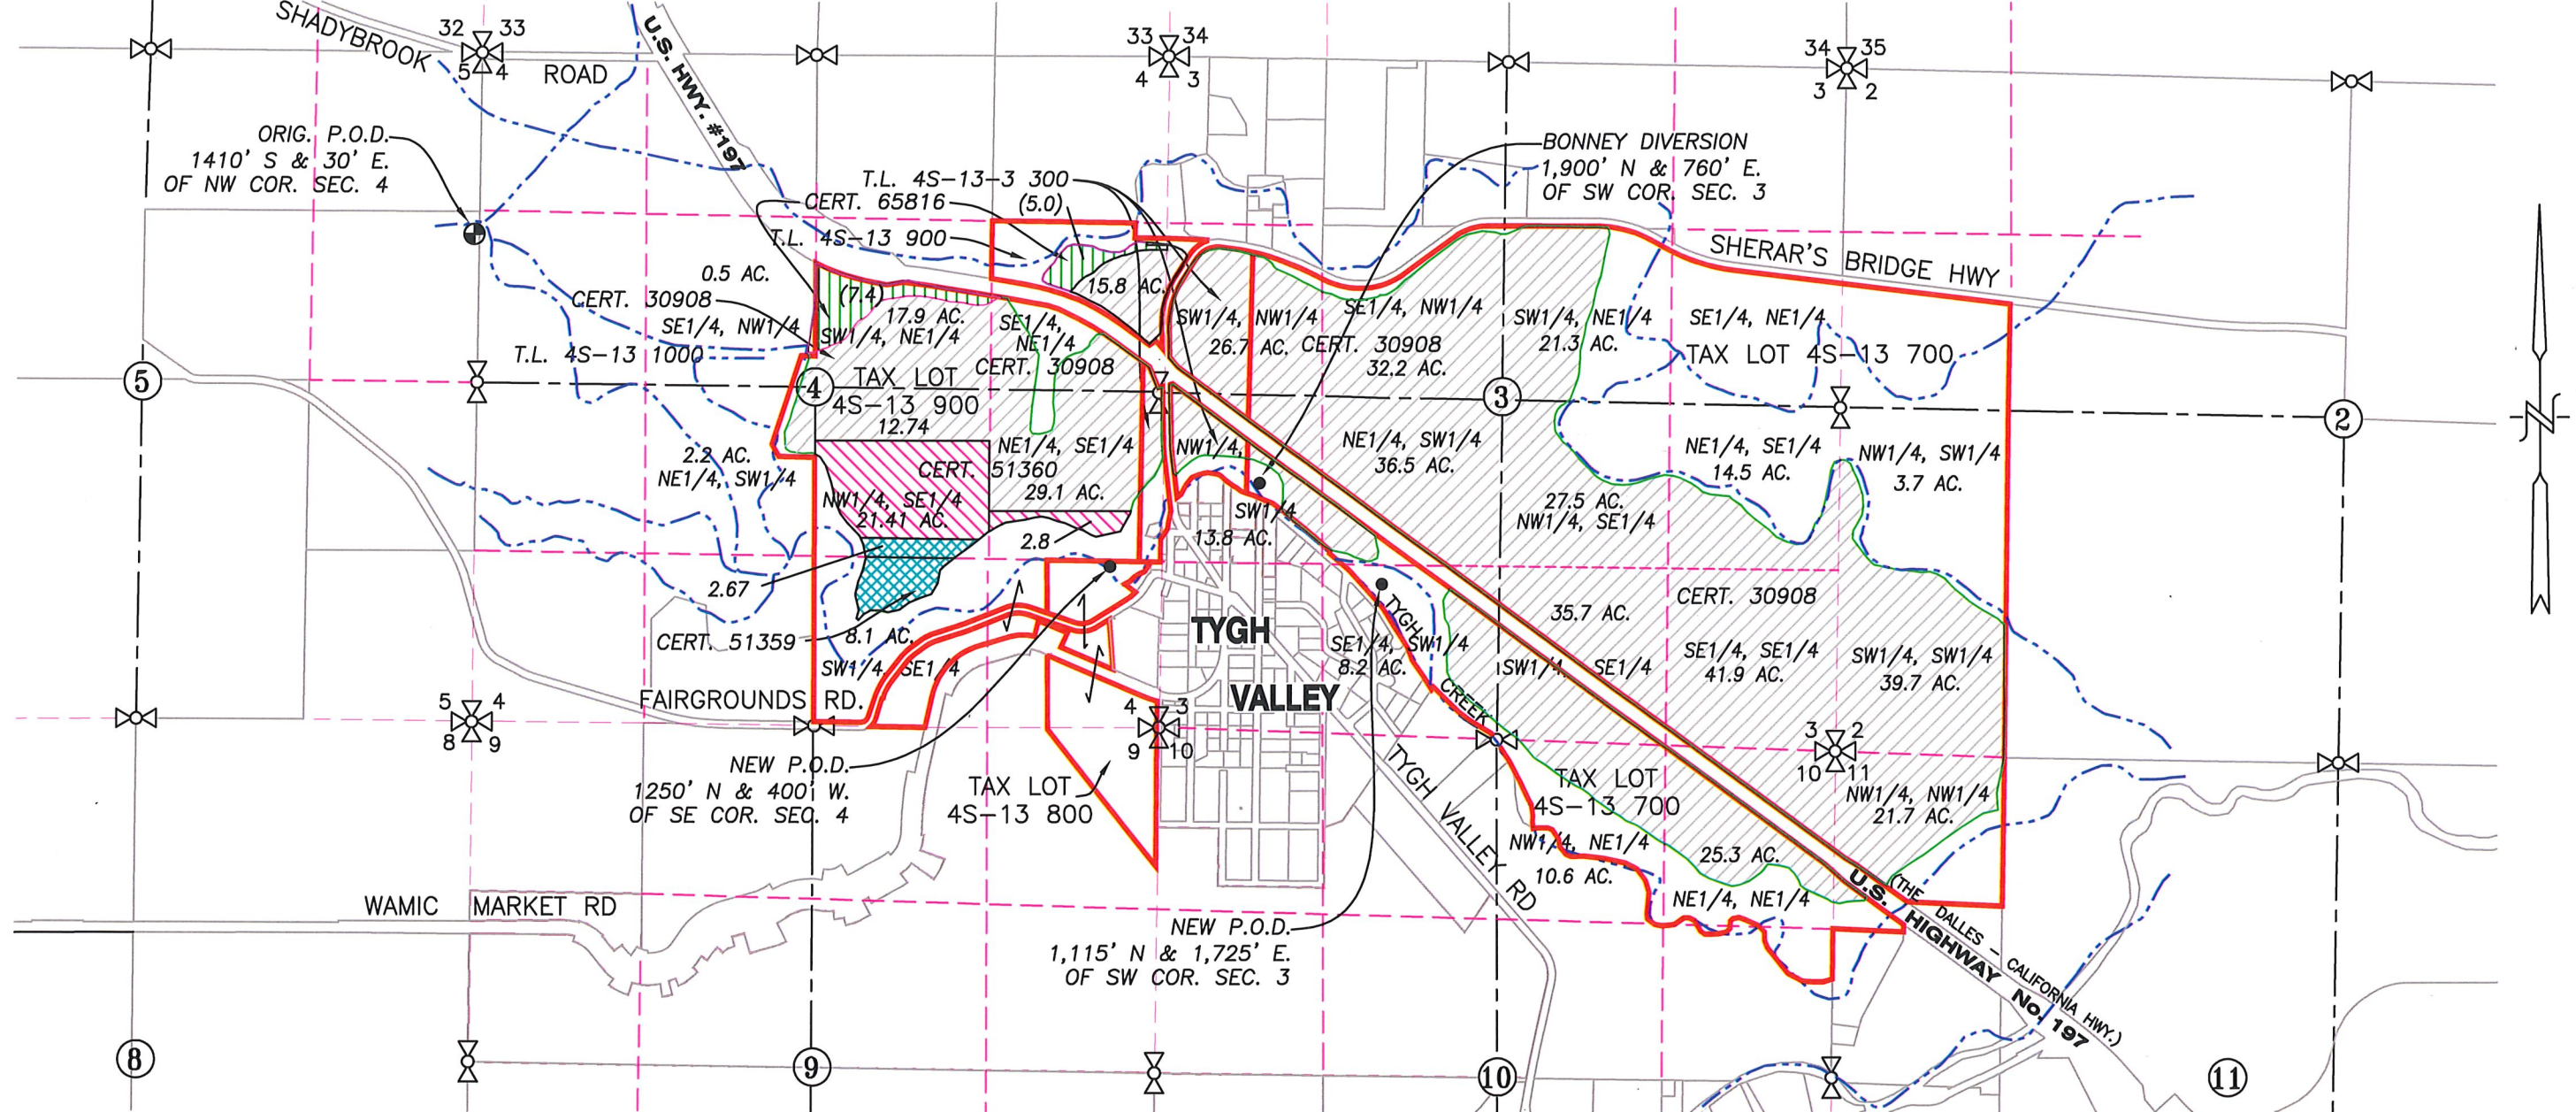 SHADYBROOK
ROAD
32 33
5 4
U.S. HWY. #197
33 34
4 3
34 35
3 2
ORIG. P.O.D.
1410' S & 30' E.
OF NW COR. SEC. 4
T.L. 4S-13-3 300
CERT. 65816
(5.0)
T.L. 4S-13 900
BONNEY DIVERSION
1,900' N & 760' E.
OF SW COR. SEC. 3
SHERAR'S BRIDGE HWY
0.5 AC.
CERT. 30908
SE1/4, NW1/4
T.L. 4S-13 1000
(7.4)
17.9 AC.
SW1/4, NE1/4
15.8 AC.
SE1/4,
NE1/4
CERT. 30908
SW1/4, NW1/4
26.7 AC.
SE1/4, NW1/4
CERT. 30908
32.2 AC.
SW1/4, NE1/4
21.3 AC.
SE1/4, NE1/4
TAX LOT 4S-13 700
5
4
TAX LOT
4S-13 900
12.74
3
2
2.2 AC.
NE1/4, SW1/4
NE1/4, SE1/4
CERT. 51360
29.1 AC.
NW1/4, SE1/4
21.41 AC.
2.8
NW1/4,
SW1/4
13.8 AC.
NE1/4, SW1/4
36.5 AC.
27.5 AC.
NW1/4, SE1/4
NE1/4, SE1/4
14.5 AC.
NW1/4, SW1/4
3.7 AC.
2.67
CERT. 51359
8.1 AC.
SW1/4, SE1/4
FAIRGROUNDS RD.
TYGH
VALLEY
SE1/4, SW1/4
8.2 AC.
TYGH
CREEK
35.7 AC.
SW1/4, SE1/4
CERT. 30908
SE1/4, SE1/4
41.9 AC.
SW1/4, SW1/4
39.7 AC.
5 4
8 9
4 3
9 10
3 2
10 11
NEW P.O.D.
1250' N & 400' W.
OF SE COR. SEC. 4
TAX LOT
4S-13 800
TYGH VALLEY RD
TAX LOT
4S-13 700
NW1/4, NE1/4
10.6 AC.
25.3 AC.
NE1/4, NE1/4
NW1/4, NW1/4
21.7 AC.
WAMIC MARKET RD
NEW P.O.D.
1,115' N & 1,725' E.
OF SW COR. SEC. 3
U.S. HIGHWAY No. 197
(THE DALLES - CALIFORNIA HWY.)
N
8
9
10
11